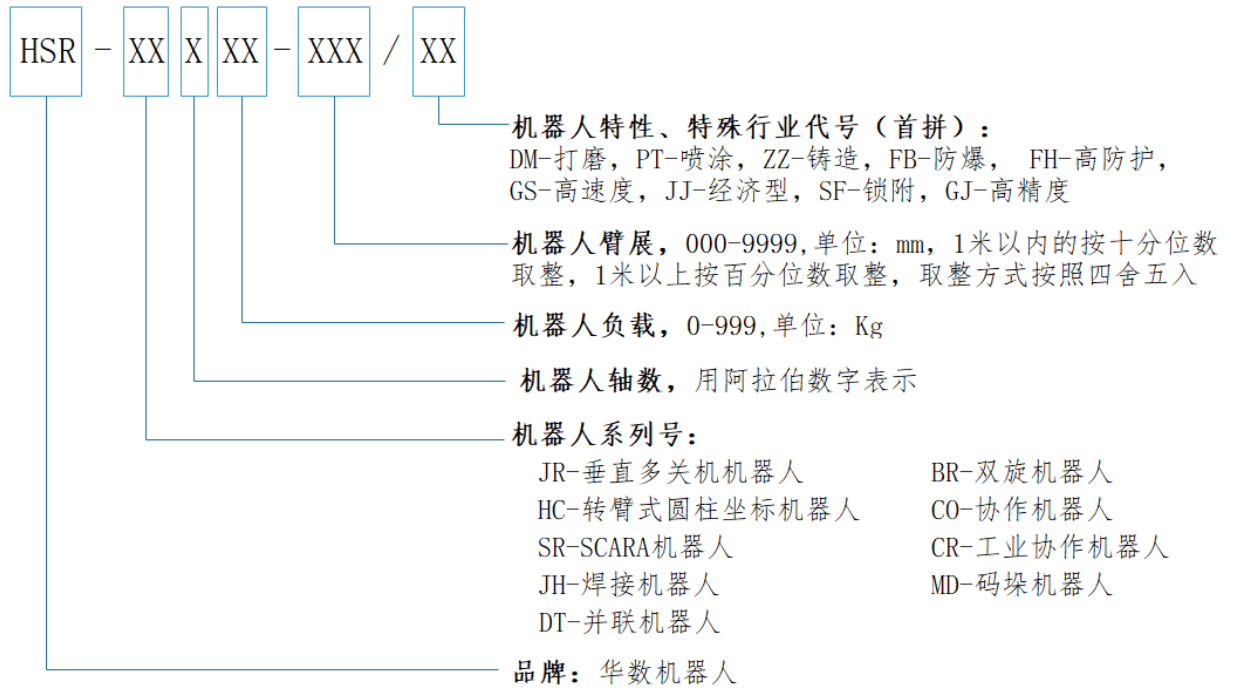 HSR - XX X XX - XXX / XX
机器人特性、特殊行业代号（首拼）：
DM-打磨，PT-喷涂，ZZ-铸造，FB-防爆， FH-高防护，
GS-高速度，JJ-经济型，SF-锁附，GJ-高精度
机器人臂展，000-9999,单位：mm，1米以内的按十分位数
取整，1米以上按百分位数取整，取整方式按照四舍五入
机器人负载，0-999,单位：Kg
机器人轴数，用阿拉伯数字表示
机器人系列号：
JR-垂直多关机机器人 BR-双旋机器人
HC-转臂式圆柱坐标机器人 CO-协作机器人
SR-SCARA机器人 CR-工业协作机器人
JH-焊接机器人 MD-码垛机器人
DT-并联机器人
品牌：华数机器人